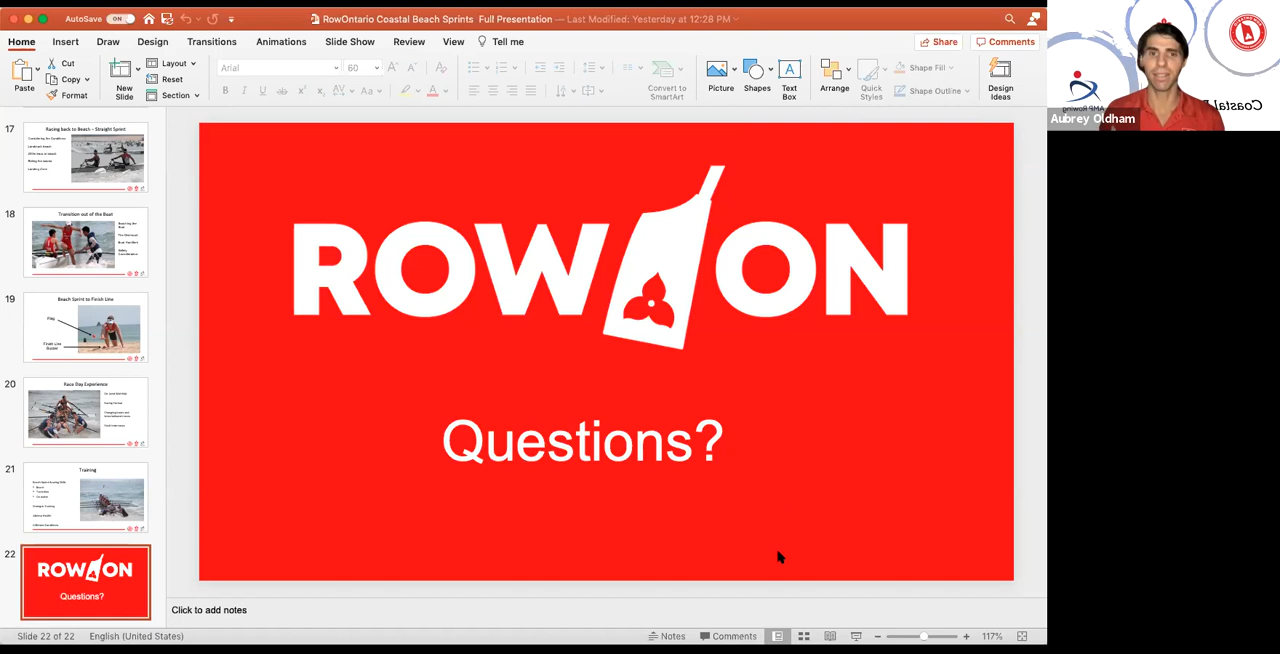 AutoSave ON
RowOntario Coastal Beach Sprints Full Presentation — Last Modified: Yesterday at 12:28 PM
Home Insert Draw Design Transitions Animations Slide Show Review View Tell me
Share Comments
Paste
Cut
Copy
Format
New
Slide
Layout
Reset
Section
Arial 60
Convert to
SmartArt
Picture
Shapes
Text
Box
Arrange
Quick
Styles
Shape Fill
Shape Outline
Design
Ideas
Aubrey Oldham
AMP Rowing
Coastal
17
Racing back to Beach – Straight Sprint
18
Transition out of the Boat
19
Beach Sprint to Finish Line
Flag
Finish Line
Buzzer
20
Race Day Experience
21
Training
22
ROW ON
Questions?
ROW ON
Questions?
Click to add notes
Slide 22 of 22 English (United States) Notes Comments 117%